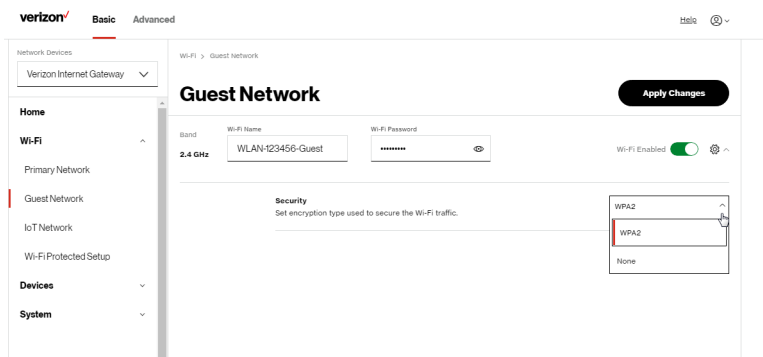 verizon
Basic
Advanced
Help
Network Devices
Verizon Internet Gateway
Home
Wi-Fi
Primary Network
Guest Network
IoT Network
Wi-Fi Protected Setup
Devices
System
Wi-Fi > Guest Network
Guest Network
Apply Changes
Band
2.4 GHz
Wi-Fi Name
WLAN-123456-Guest
Wi-Fi Password
•••••••••
Wi-Fi Enabled
Security
Set encryption type used to secure the Wi-Fi traffic.
WPA2
WPA2
None